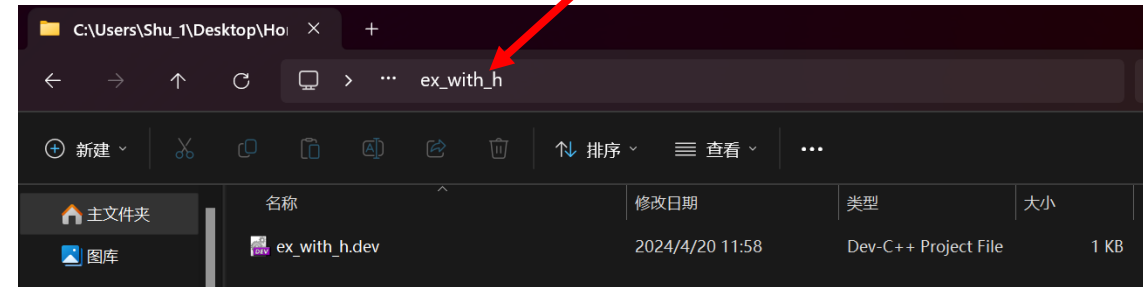 C:\Users\Shu_1\Desktop\Ho
ex_with_h
新建 排序 查看
名称 修改日期 类型 大小
主文件夹
ex_with_h.dev 2024/4/20 11:58 Dev-C++ Project File 1 KB
图库